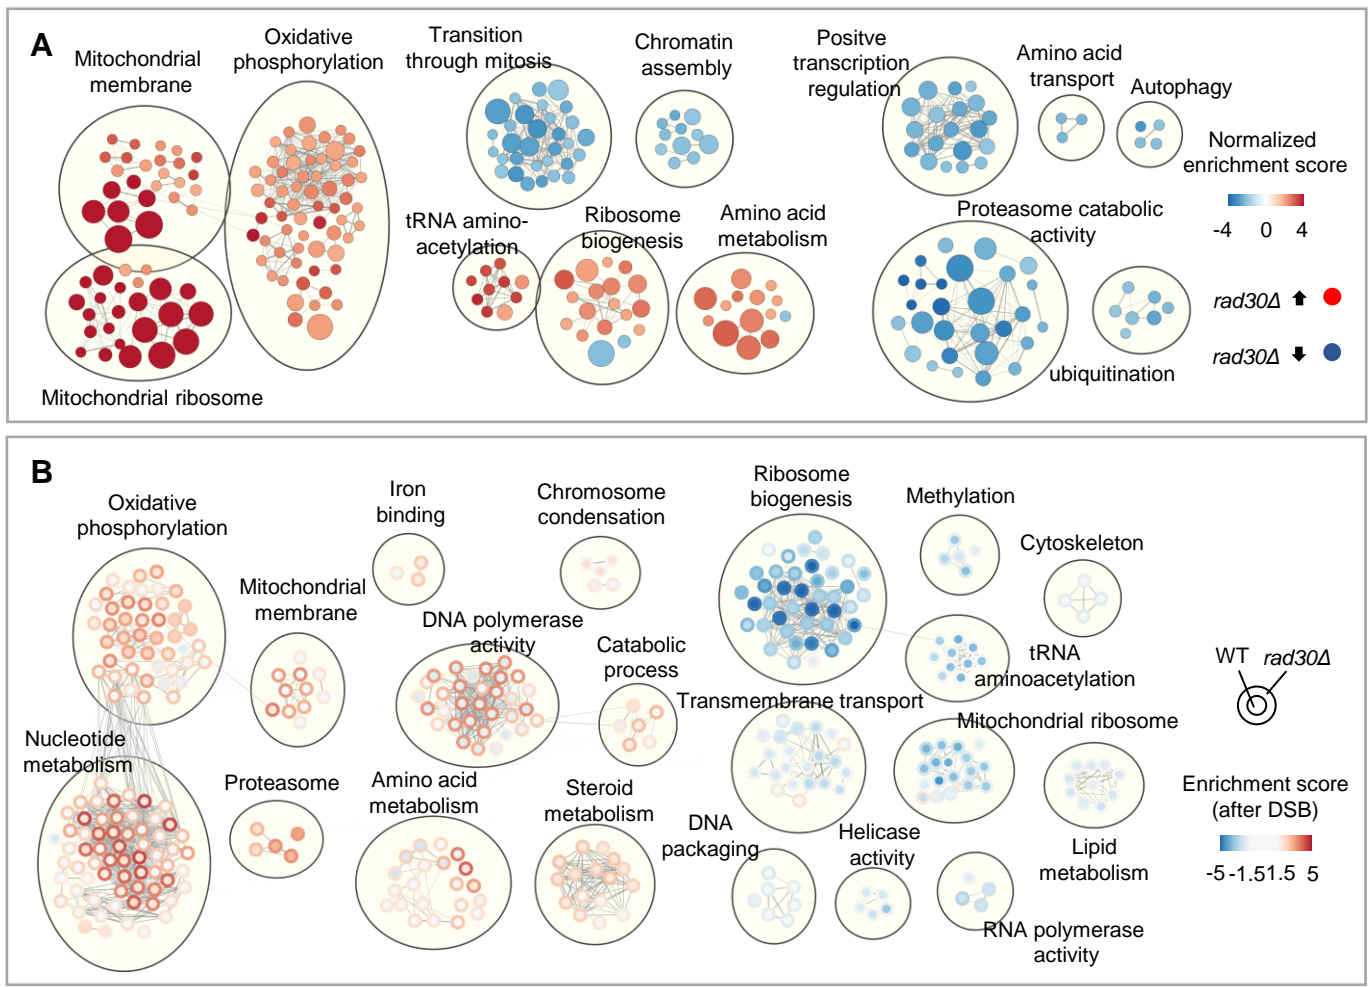 A
Mitochondrial
membrane
Oxidative
phosphorylation
Transition
through mitosis
Chromatin
assembly
Positve
transcription
regulation
Amino acid
transport
Autophagy
Normalized
enrichment score
-4 0 4
rad30Δ
rad30Δ
tRNA amino-
acetylation
Ribosome
biogenesis
Amino acid
metabolism
Proteasome catabolic
activity
ubiquitination
Mitochondrial ribosome
B
Oxidative
phosphorylation
Iron
binding
Chromosome
condensation
Ribosome
biogenesis
Methylation
Cytoskeleton
Mitochondrial
membrane
DNA polymerase
activity
Catabolic
process
tRNA
aminoacetylation
WT rad30Δ
Transmembrane transport
Mitochondrial ribosome
Nucleotide
metabolism
Proteasome
Amino acid
metabolism
Steroid
metabolism
DNA
packaging
Helicase
activity
Lipid
metabolism
RNA polymerase
activity
Enrichment score
(after DSB)
-5 -1.51.5 5